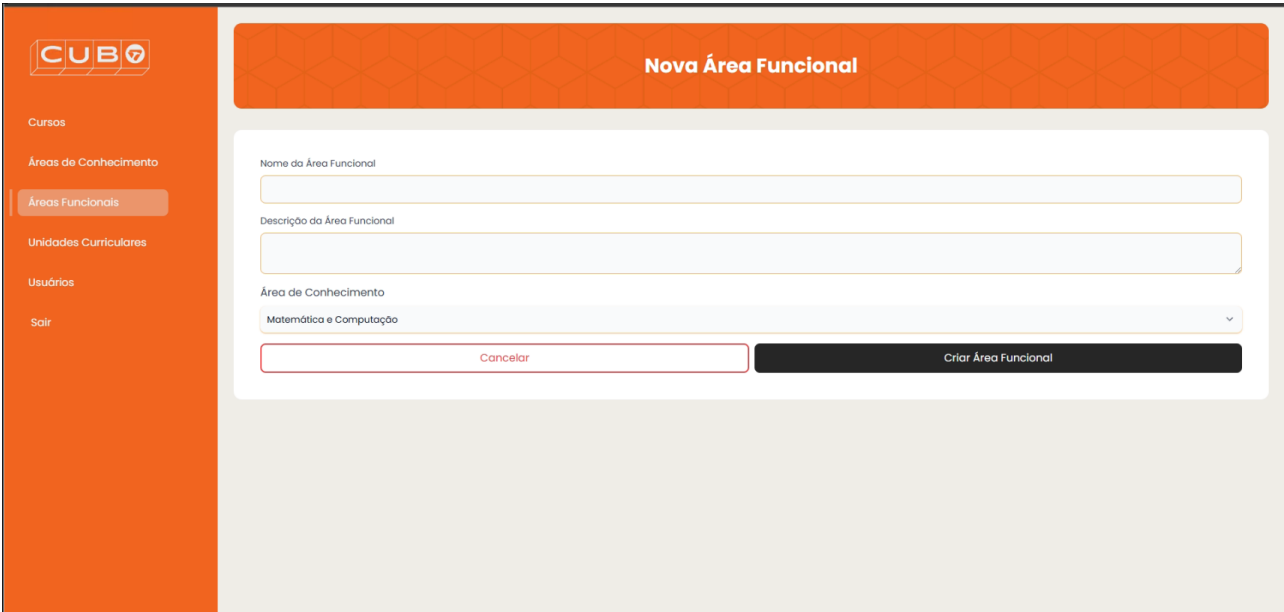 CUBO
Nova Área Funcional
Cursos
Áreas de Conhecimento
Áreas Funcionais
Unidades Curriculares
Usuários
Sair
Nome da Área Funcional
Descrição da Área Funcional
Área de Conhecimento
Matemática e Computação
Cancelar
Criar Área Funcional